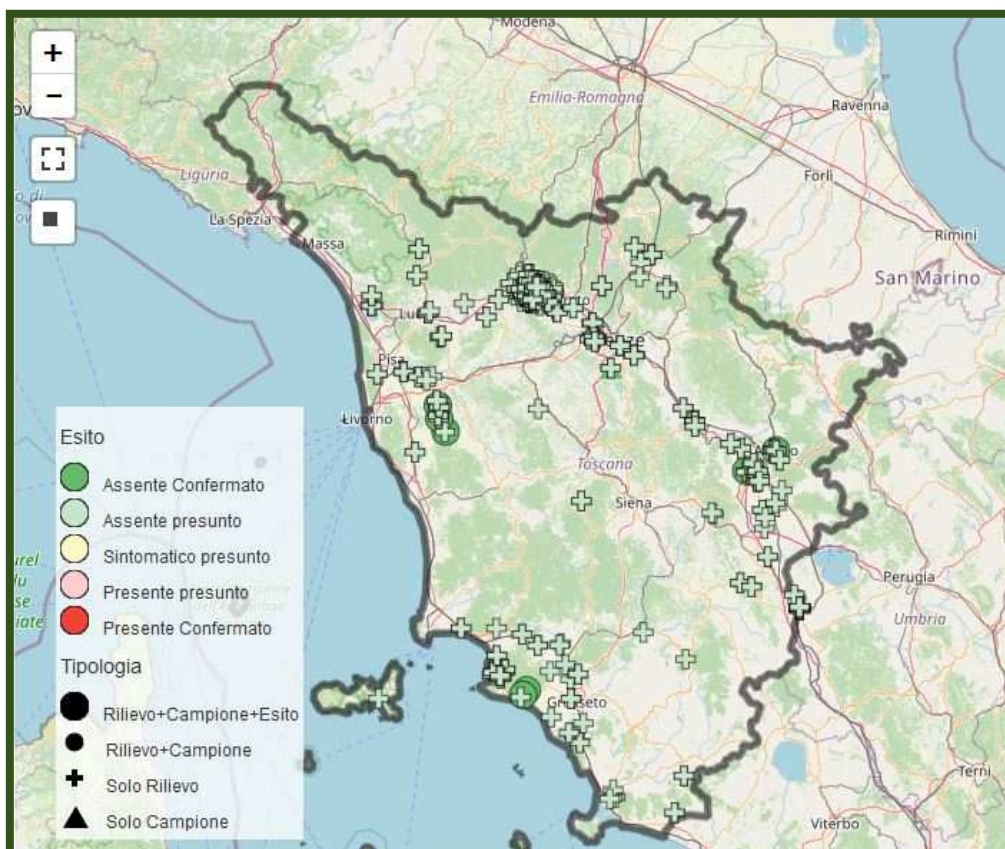 Modena
+
−
Emilia-Romagna
Ravenna
Forlì
Liguria
La Spezia
Rimini
Massa
San Marino
Pisa
Livorno
Toscana
Siena
Perugia
Umbria
Grosseto
Terni
Viterbo
Esito
Assente Confermato
Assente presunto
Sintomatico presunto
Presente presunto
Presente Confermato
Tipologia
Rilievo+Campione+Esito
Rilievo+Campione
Solo Rilievo
Solo Campione